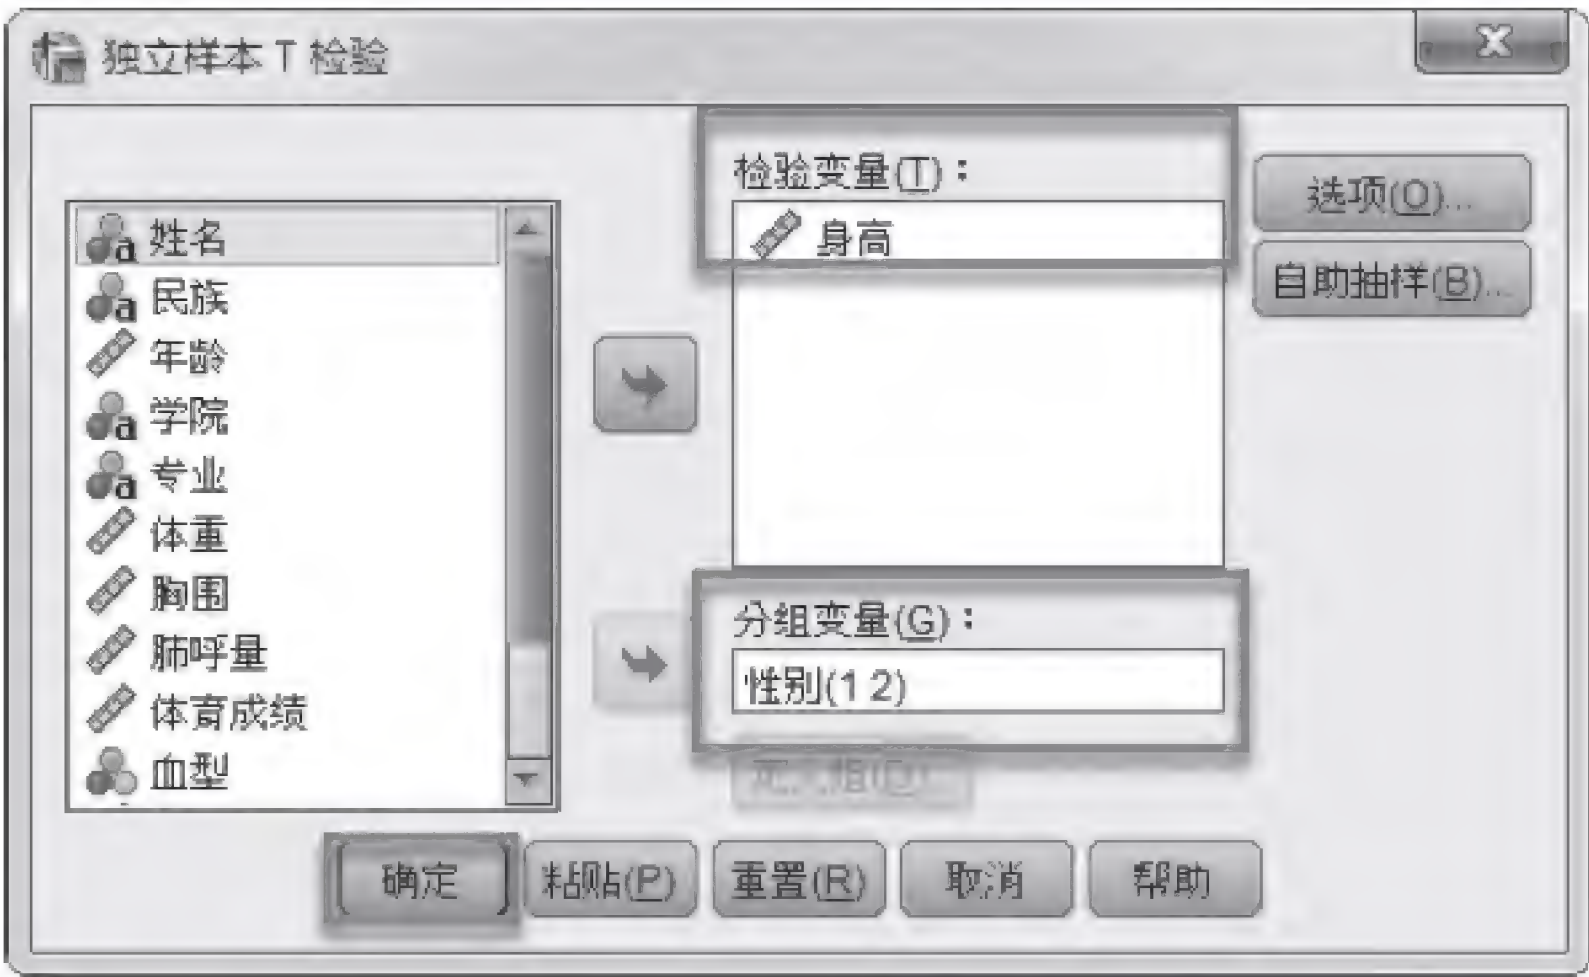 独立样本 T 检验
检验变量(T)：
身高
选项(O)...
自助抽样(B)...
姓名
民族
年龄
学院
专业
体重
胸围
肺呼量
体育成绩
血型
分组变量(G)：
性别(1 2)
确定
粘贴(P)
重置(R)
取消
帮助